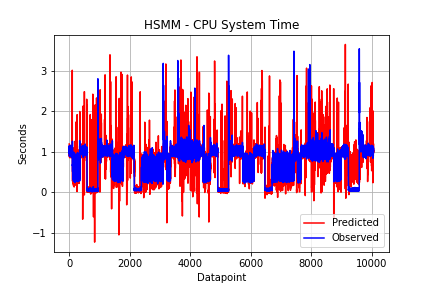 HSMM - CPU System Time
Seconds
3
2
1
0
−1
0
2000
4000
6000
8000
10000
Datapoint
Predicted
Observed